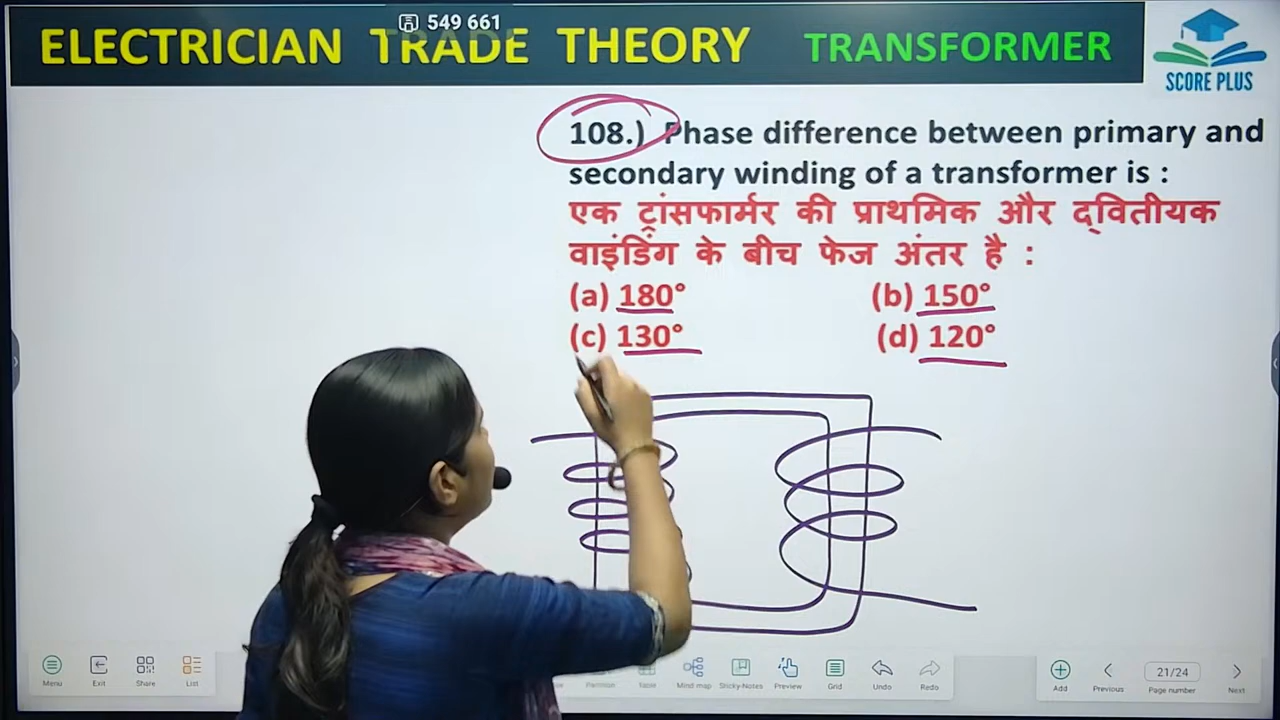 549 661
ELECTRICIAN TRADE THEORY TRANSFORMER
SCORE PLUS
108.) Phase difference between primary and
secondary winding of a transformer is :
एक ट्रांसफार्मर की प्राथमिक और द्वितीयक
वाइंडिंग के बीच फेज अंतर है :
(a) 180° (b) 150°
(c) 130° (d) 120°
Menu Exit Share List Table Mind map Sticky-Notes Preview Grid Undo Redo Add Previous 21/24 Page number Next